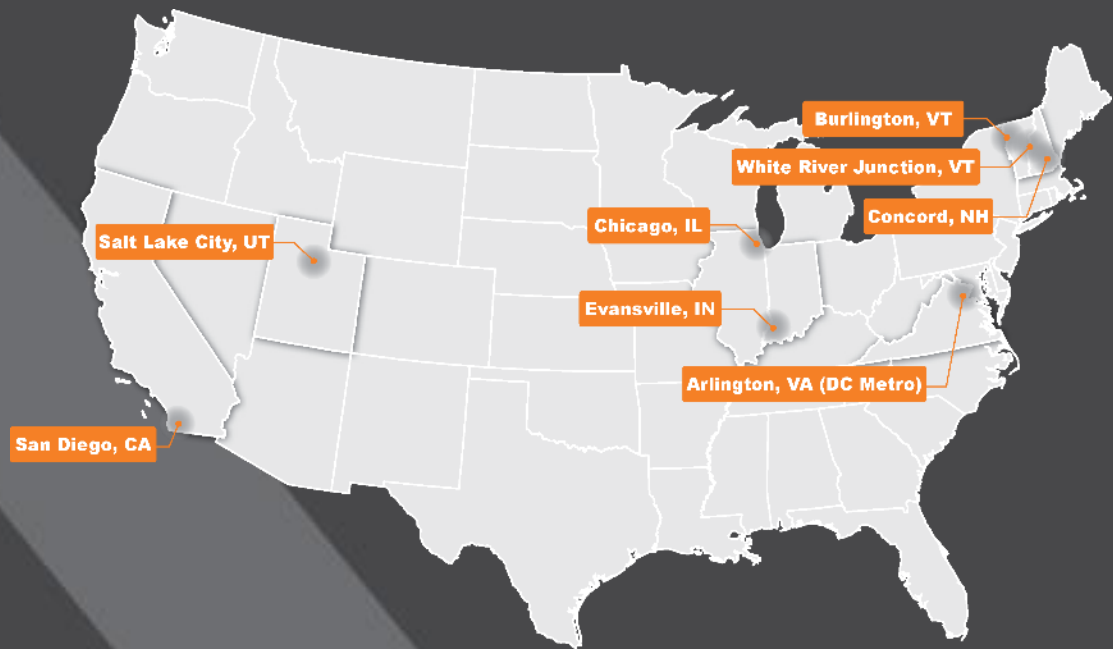 Burlington, VT
White River Junction, VT
Concord, NH
Chicago, IL
Salt Lake City, UT
Evansville, IN
Arlington, VA (DC Metro)
San Diego, CA